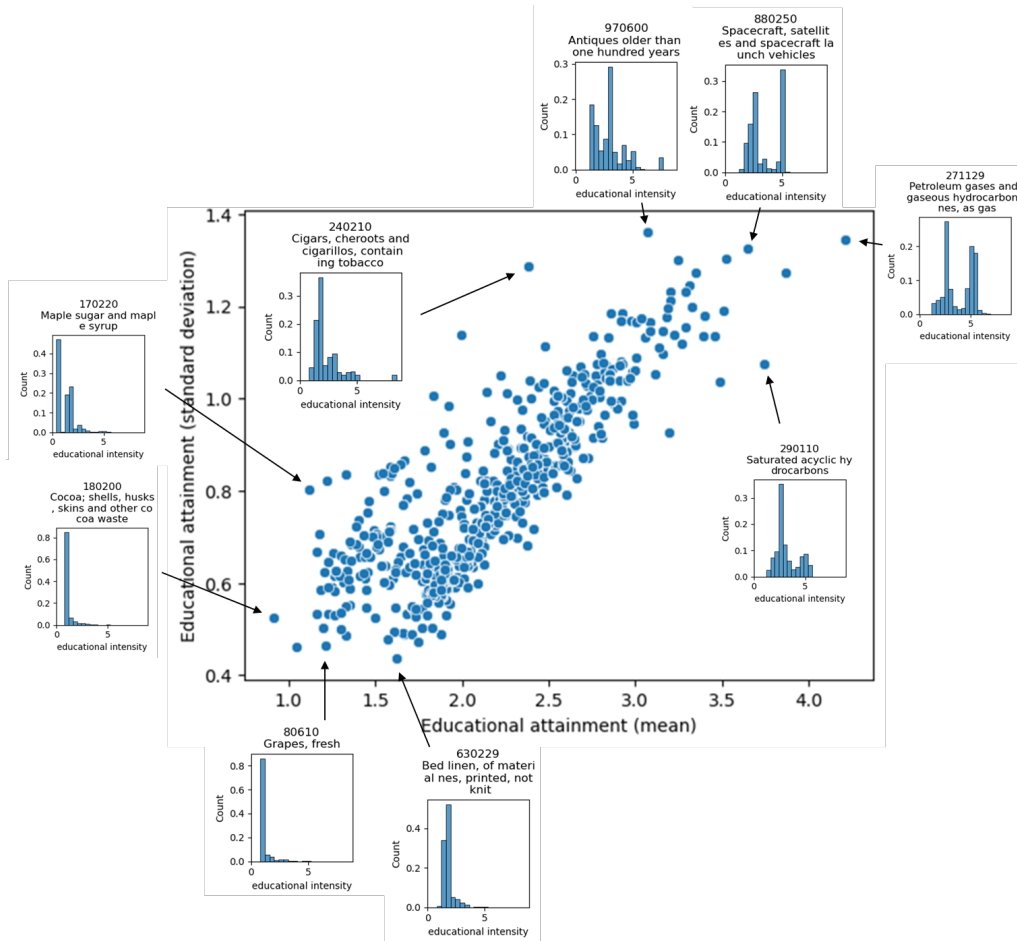 970600
Antiques older than
one hundred years
0.3
0.2
0.1
0.0
Count
0
5
educational intensity
880250
Spacecraft, satellit
es and spacecraft la
unch vehicles
0.3
0.2
0.1
0.0
Count
0
5
educational intensity
271129
Petroleum gases and
gaseous hydrocarbon
nes, as gas
0.2
0.1
0.0
Count
0
5
educational intensity
240210
Cigars, cheroots and
cigarillos, contain
ing tobacco
0.3
0.2
0.1
0.0
Count
0
5
educational intensity
170220
Maple sugar and mapl
e syrup
0.4
0.3
0.2
0.1
0.0
Count
0
5
educational intensity
180200
Cocoa; shells, husks
, skins and other co
coa waste
0.8
0.6
0.4
0.2
0.0
Count
0
5
educational intensity
290110
Saturated acyclic hy
drocarbons
0.3
0.2
0.1
0.0
Count
0
5
educational intensity
1.4
1.2
1.0
0.8
0.6
0.4
Educational attainment (standard deviation)
1.0
1.5
2.0
2.5
3.0
3.5
4.0
Educational attainment (mean)
80610
Grapes, fresh
0.8
0.6
0.4
0.2
0.0
Count
0
5
educational intensity
630229
Bed linen, of materi
al nes, printed, not
knit
0.4
0.2
0.0
Count
0
5
educational intensity